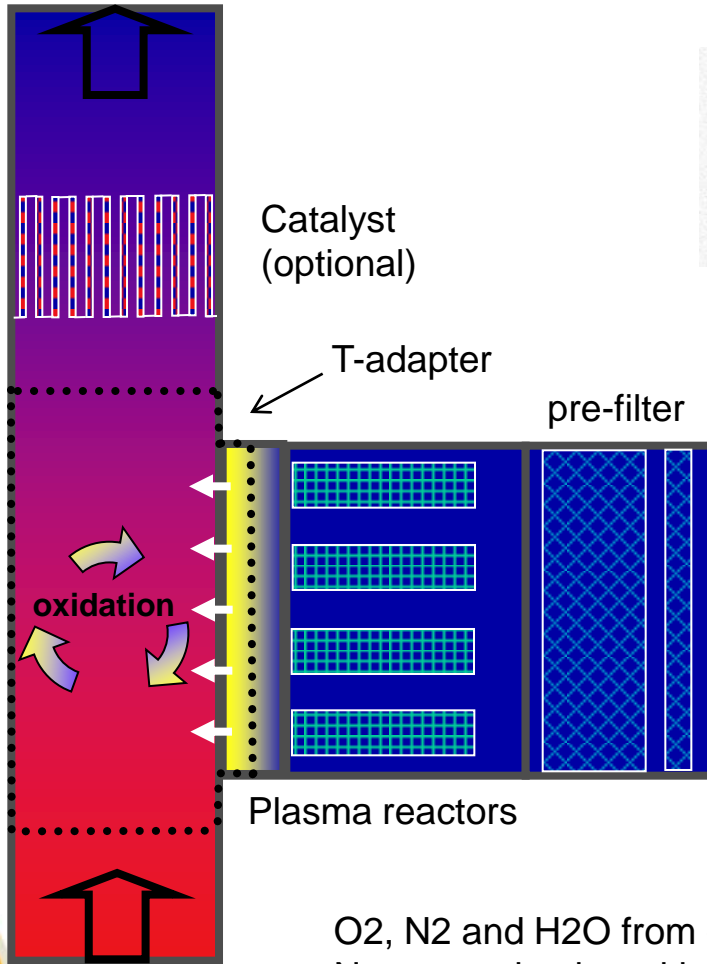 Catalyst
(optional)
T-adapter
pre-filter
oxidation
Plasma reactors
O2, N2 and H2O from